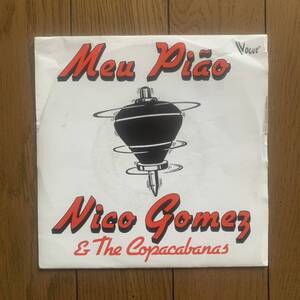 Meu Pião
VOGUE
Nico Gomez
& The Copacabanas